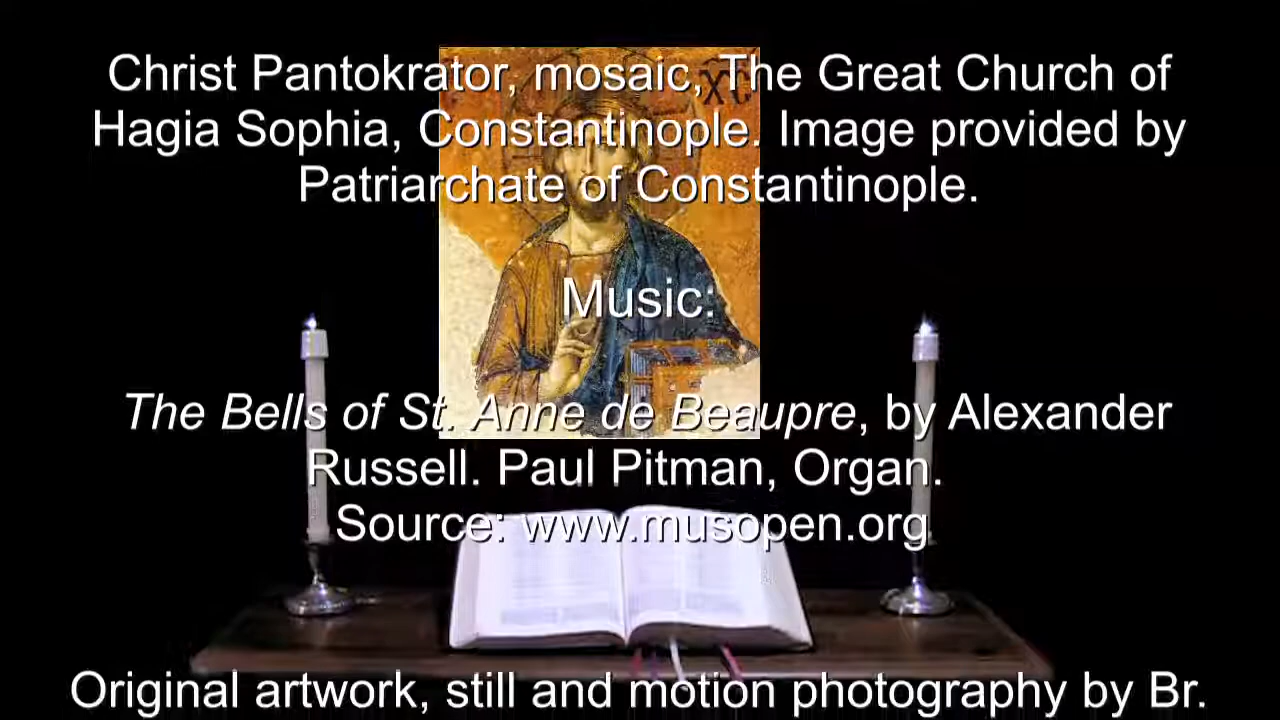 Christ Pantokrator, mosaic, The Great Church of
Hagia Sophia, Constantinople. Image provided by
Patriarchate of Constantinople.
Music:
The Bells of St. Anne de Beaupre, by Alexander
Russell. Paul Pitman, Organ.
Source: www.musopen.org
Original artwork, still and motion photography by Br.